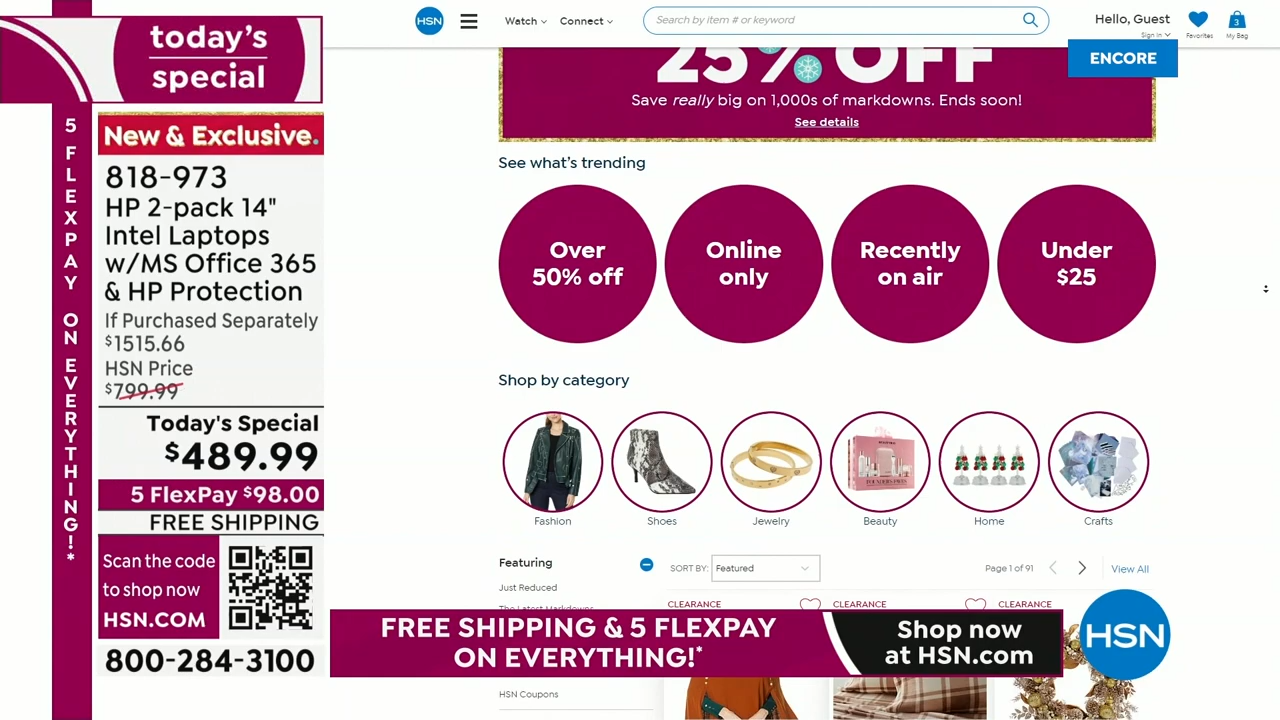 today's
special
5 FLEXPAY ON EVERYTHING!*
New & Exclusive.
818-973
HP 2-pack 14"
Intel Laptops
w/MS Office 365
& HP Protection
If Purchased Separately
$1515.66
HSN Price
$799.99
Today's Special
$489.99
5 FlexPay $98.00
FREE SHIPPING
Scan the code
to shop now
HSN.COM
800-284-3100
HSN
Watch
Connect
Search by item # or keyword
Hello, Guest
Sign in
Favorites
3
My Bag
ENCORE
25% OFF
Save really big on 1,000s of markdowns. Ends soon!
See details
See what's trending
Over
50% off
Online
only
Recently
on air
Under
$25
Shop by category
Fashion
Shoes
Jewelry
Beauty
Home
Crafts
Featuring
SORT BY:
Featured
Page 1 of 91
View All
Just Reduced
The Latest Markdowns
CLEARANCE
CLEARANCE
CLEARANCE
FREE SHIPPING & 5 FLEXPAY
ON EVERYTHING!*
Shop now
at HSN.com
HSN
HSN Coupons